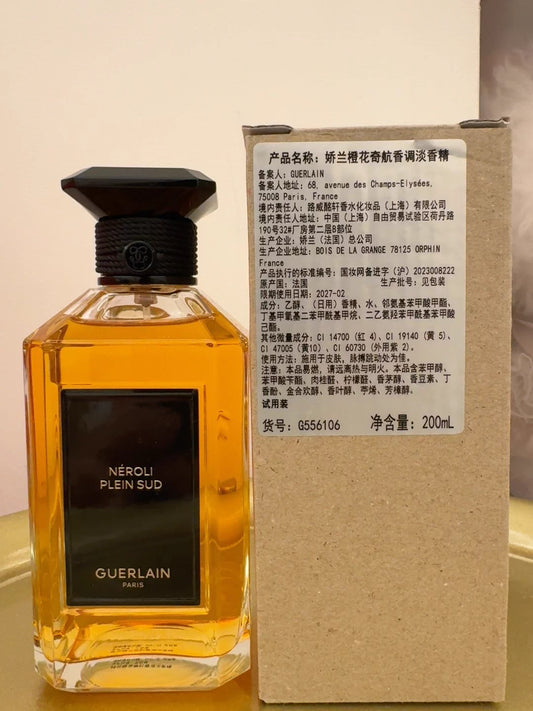 产品名称：娇兰橙花奇航香调淡香精
备案人：GUERLAIN
备案人地址：68, avenue des Champs-Elysées,
75008 Paris, France
境内责任人：路威酩轩香水化妆品（上海）有限公司
境内责任人地址：中国（上海）自由贸易试验区荷丹路
190号32#厂房第二层B部位
生产企业：娇兰（法国）总公司
生产企业地址：BOIS DE LA GRANGE 78125 ORPHIN
France
产品执行的标准编号：国妆网备进字（沪）2023008222
原产国：法国 生产批号：见包装
限期使用日期：2027-02
成分：乙醇、（日用）香精、水、邻氨基苯甲酸甲酯、
丁基甲氧基二苯甲酰基甲烷、二乙氨羟苯甲酰基苯甲酸
己酯。
其他微量成分：CI 14700（红 4）、CI 19140（黄 5）、
CI 47005（黄10）、CI 60730（外用紫 2）。
使用方法：施用于皮肤，脉搏跳动处为佳。
注意：本品易燃，请远离热与明火。本品含苯甲醇、
苯甲酸苄酯、肉桂醛、柠檬醛、香茅醇、香豆素、丁
香酚、金合欢醇、香叶醇、苧烯、芳樟醇。
试用装
货号：G556106 净含量：200mL
NÉROLI
PLEIN SUD
GUERLAIN
PARIS